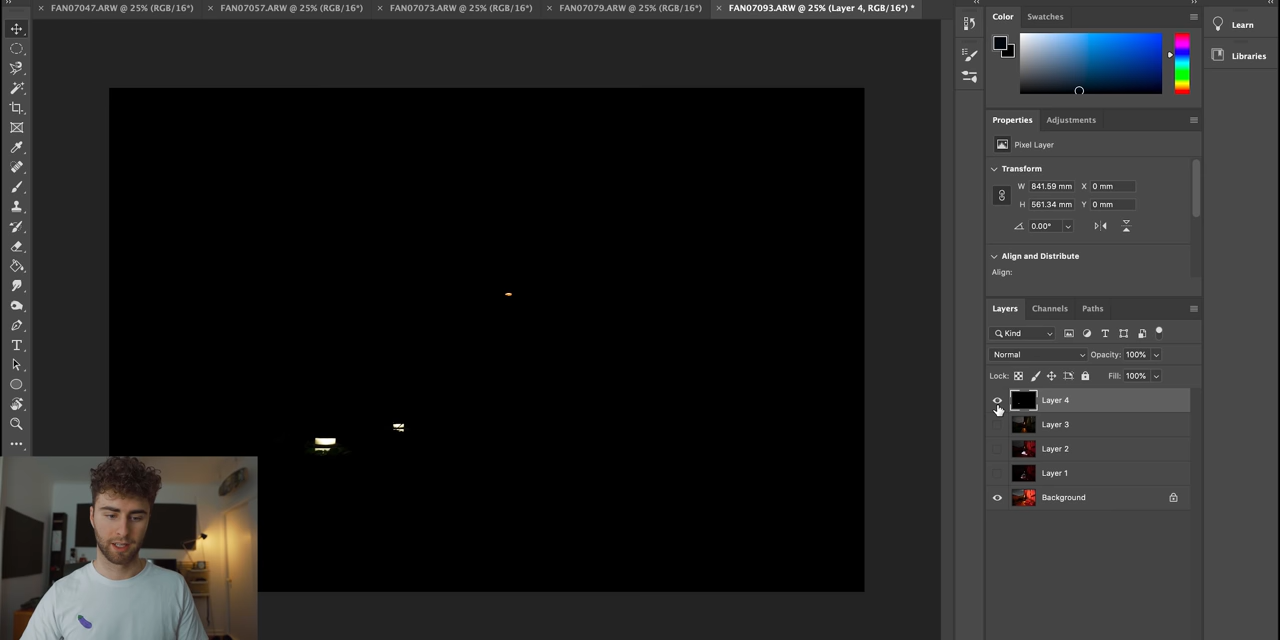 FAN07047.ARW @ 25% (RGB/16*)
FAN07057.ARW @ 25% (RGB/16*)
FAN07073.ARW @ 25% (RGB/16*)
FAN07079.ARW @ 25% (RGB/16*)
FAN07093.ARW @ 25% (Layer 4, RGB/16*) *
Color Swatches
Learn
Libraries
Properties Adjustments
Pixel Layer
Transform
W 841.59 mm X 0 mm
H 561.34 mm Y 0 mm
0.00°
Align and Distribute
Align:
Layers Channels Paths
Kind
Normal Opacity: 100%
Lock: Fill: 100%
Layer 4
Layer 3
Layer 2
Layer 1
Background